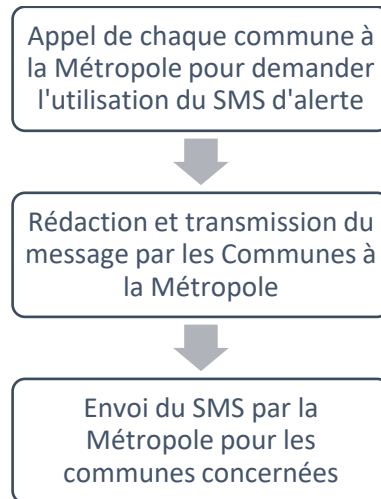 Appel de chaque commune à
la Métropole pour demander
l'utilisation du SMS d'alerte
Rédaction et transmission du
message par les Communes à
la Métropole
Envoi du SMS par la
Métropole pour les
communes concernées